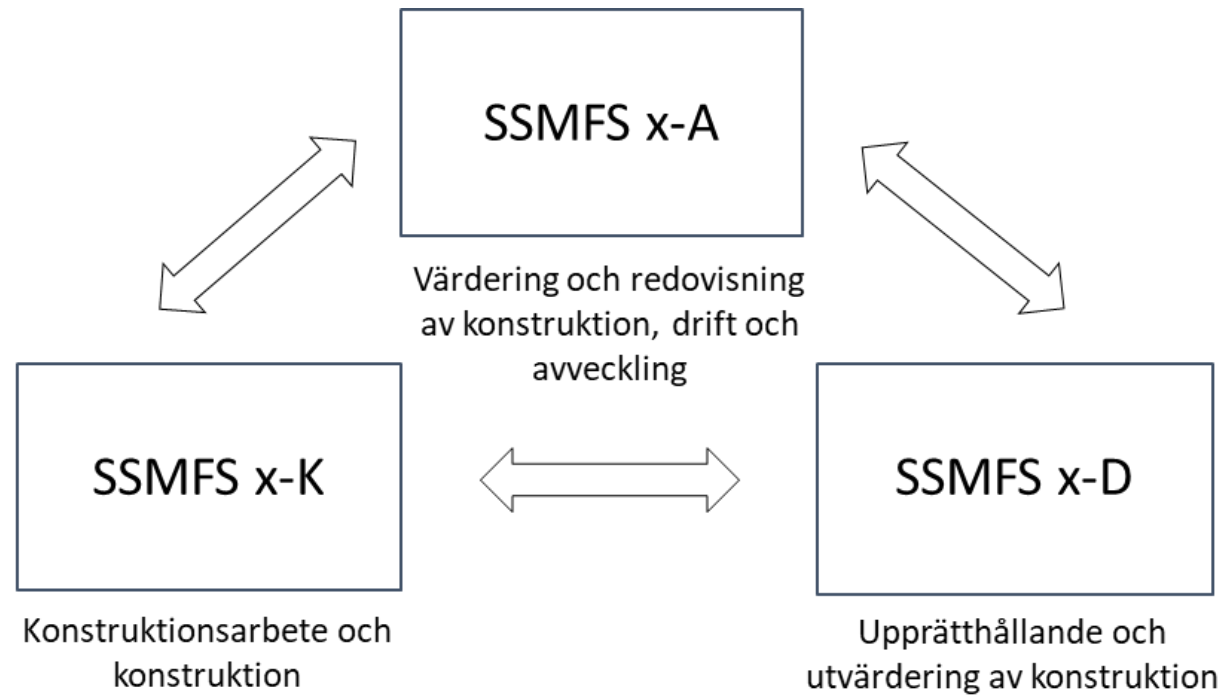 SSMFS x-A
Värdering och redovisning
av konstruktion, drift och
avveckling
SSMFS x-K
Konstruktionsarbete och
konstruktion
SSMFS x-D
Upprätthållande och
utvärdering av konstruktion